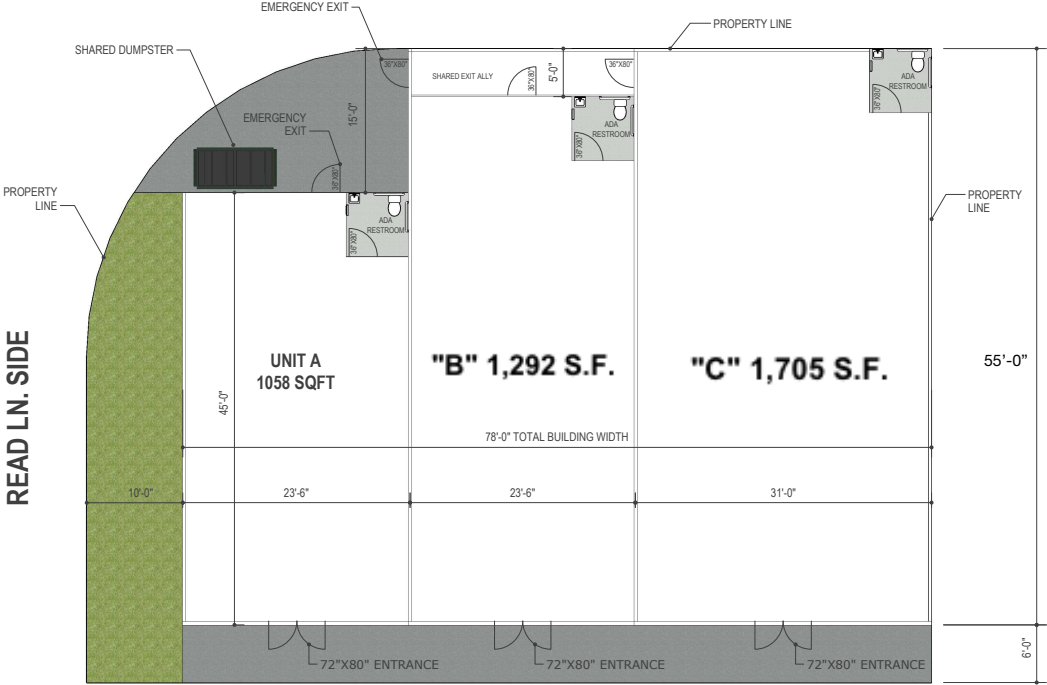 EMERGENCY EXIT
PROPERTY LINE
SHARED DUMPSTER
36"X80"
SHARED EXIT ALLY
36"X80"
5'-0"
36"X80"
ADA
RESTROOM
36"X80"
15'-0"
EMERGENCY
EXIT
36"X80"
ADA
RESTROOM
36"X80"
PROPERTY
LINE
PROPERTY
LINE
ADA
RESTROOM
36"X80"
READ LN. SIDE
UNIT A
1058 SQFT
"B" 1,292 S.F.
"C" 1,705 S.F.
55'-0"
45'-0"
78'-0" TOTAL BUILDING WIDTH
10'-0"
23'-6"
23'-6"
31'-0"
6'-0"
72"X80" ENTRANCE
72"X80" ENTRANCE
72"X80" ENTRANCE